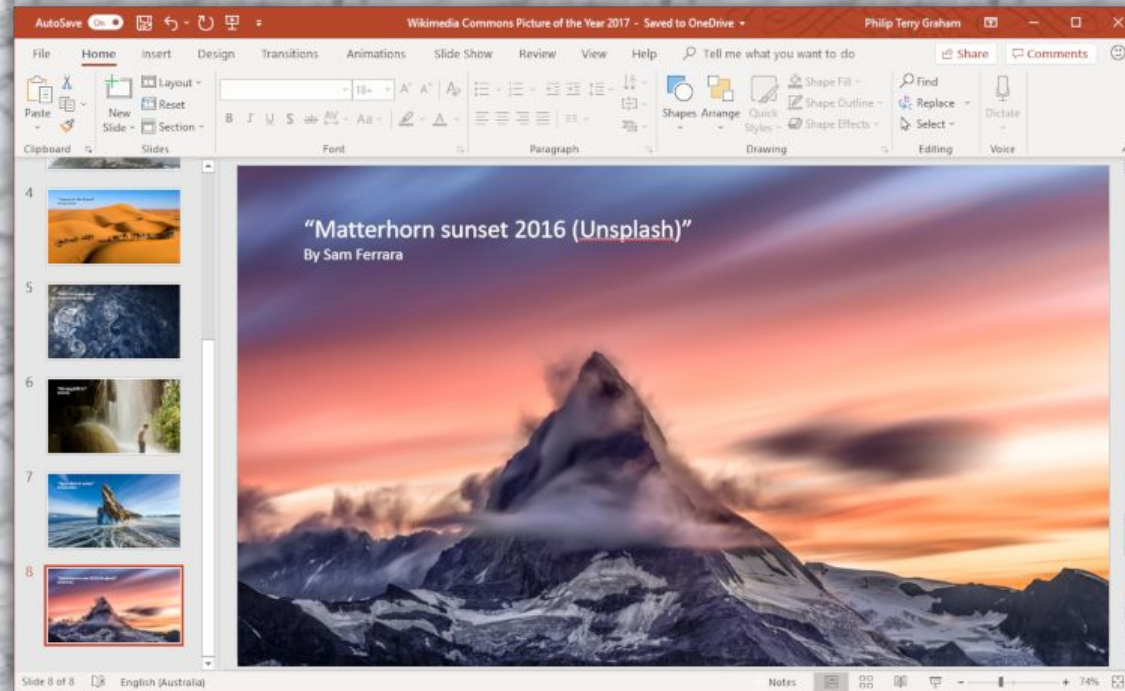 AutoSave On Wikimedia Commons Picture of the Year 2017 - Saved to OneDrive Philip Terry Graham
File Home Insert Design Transitions Animations Slide Show Review View Help Tell me what you want to do Share Comments
Paste
Clipboard
New
Slide
Layout
Reset
Section
Slides
18
B I U S ab AV Aa A
Font
Paragraph
Shapes Arrange Quick
Styles
Shape Fill
Shape Outline
Shape Effects
Drawing
Find
Replace
Select
Editing
Dictate
Voice
4
5
6
7
8
“Matterhorn sunset 2016 (Unsplash)”
By Sam Ferrara
Slide 8 of 8 English (Australia) Notes 74%